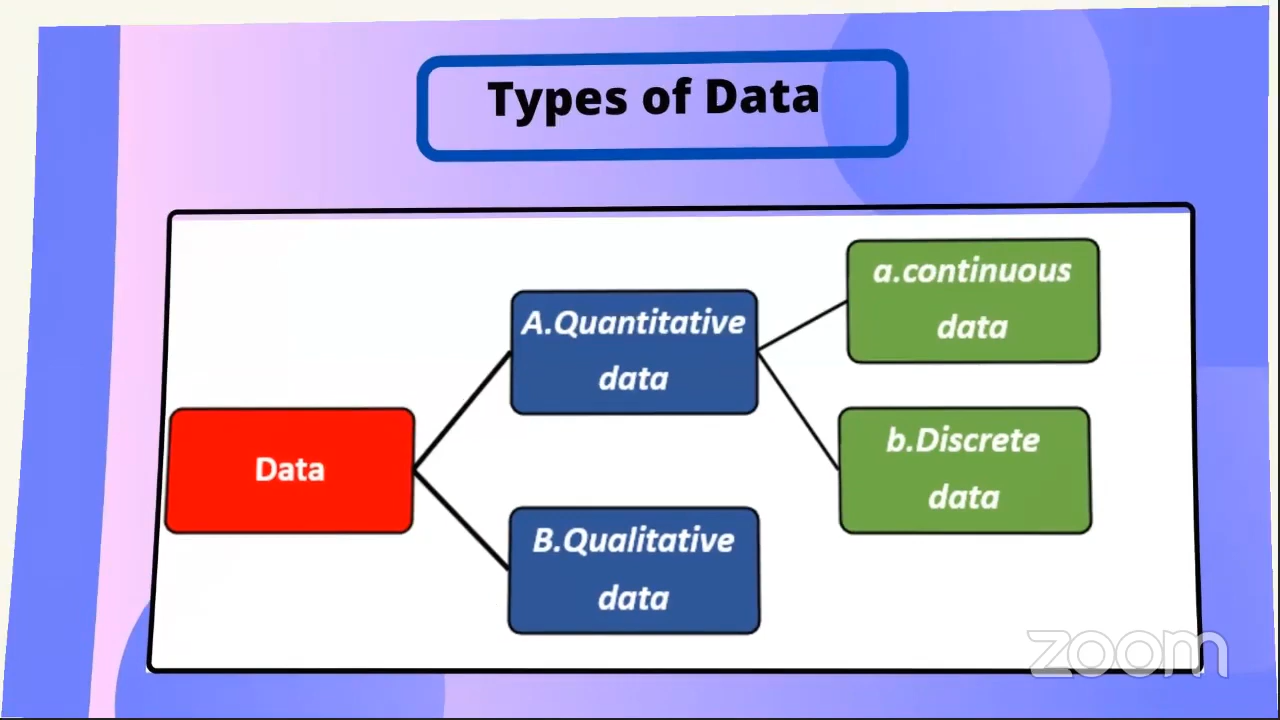 Types of Data
a.continuous
data
A.Quantitative
data
Data
b.Discrete
data
B.Qualitative
data
zoom